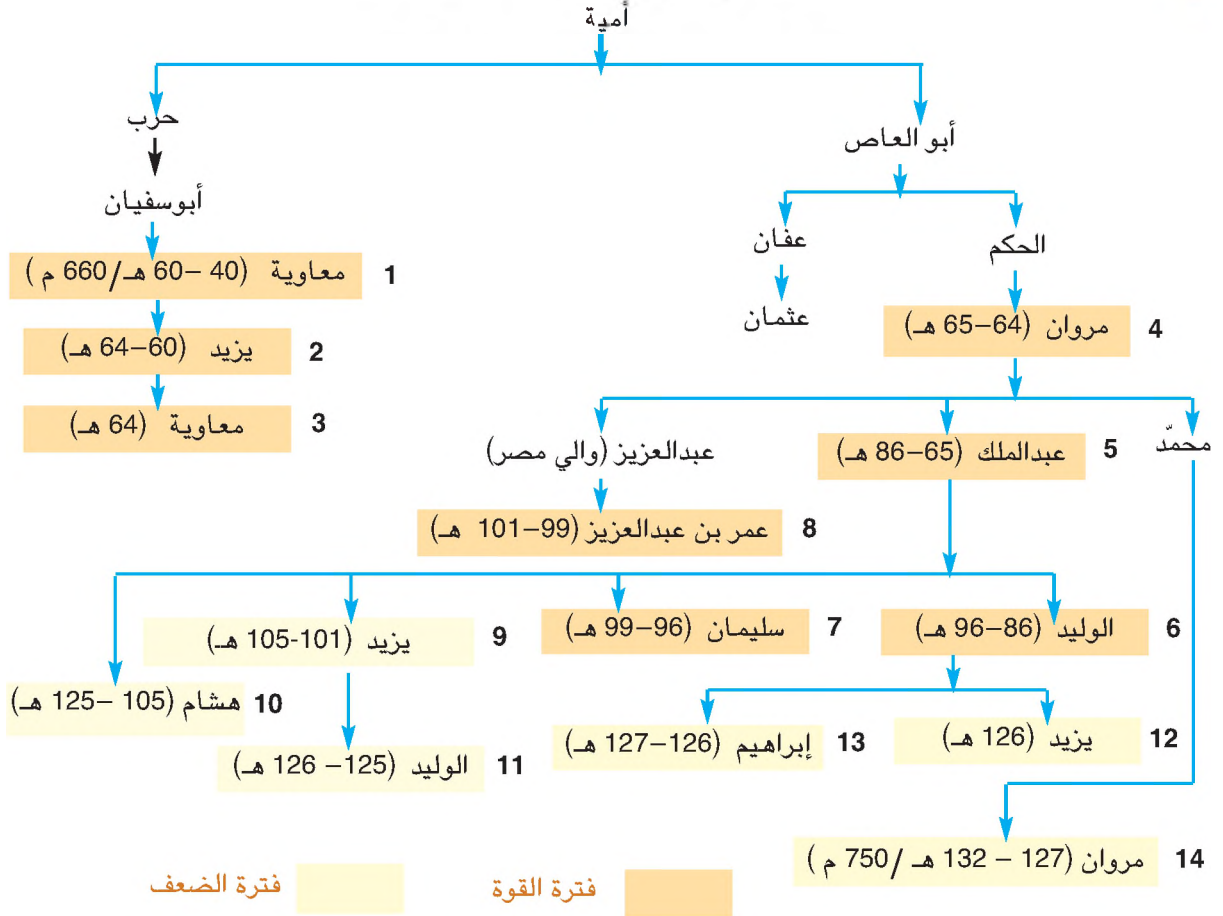 أمية
حرب
أبو العاص
أبوسفيان
الحكم
عفان
عثمان
معاوية (40 – 60 هـ/660 م) 1
4 مروان (64–65 هـ)
يزيد (60–64 هـ) 2
معاوية (64 هـ) 3
محمّد
5 عبدالملك (65–86 هـ)
عبدالعزيز (والي مصر)
8 عمر بن عبدالعزيز (99–101 هـ)
6 الوليد (86–96 هـ)
7 سليمان (96–99 هـ)
9 يزيد (101-105 هـ)
10 هشام (105 –125 هـ)
12 يزيد (126 هـ)
13 إبراهيم (126–127 هـ)
11 الوليد (125– 126 هـ)
14 مروان (127 – 132 هـ /750 م )
فترة القوة
فترة الضعف